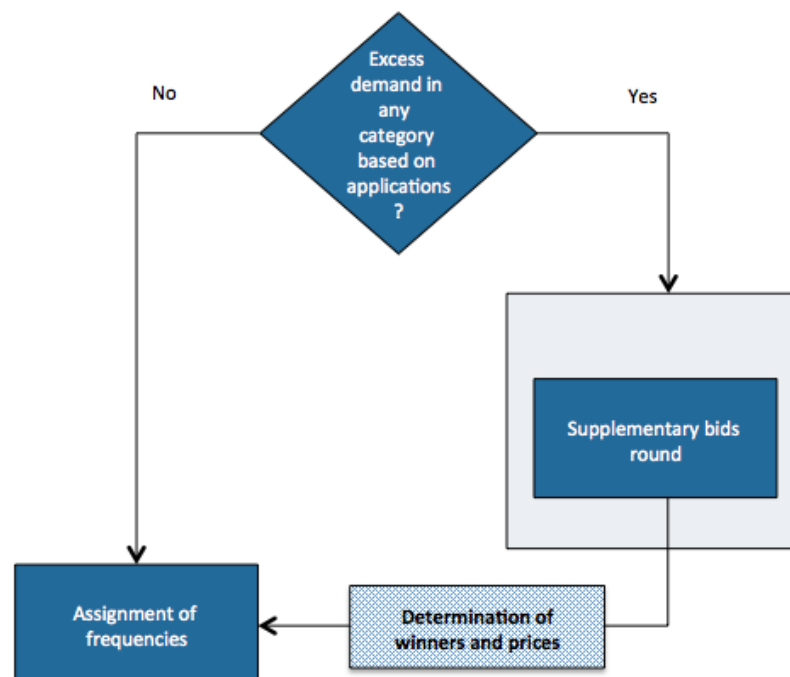 Excess
demand in
any
category
based on
applications
?
No
Yes
Supplementary bids
round
Assignment of
frequencies
Determination of
winners and prices